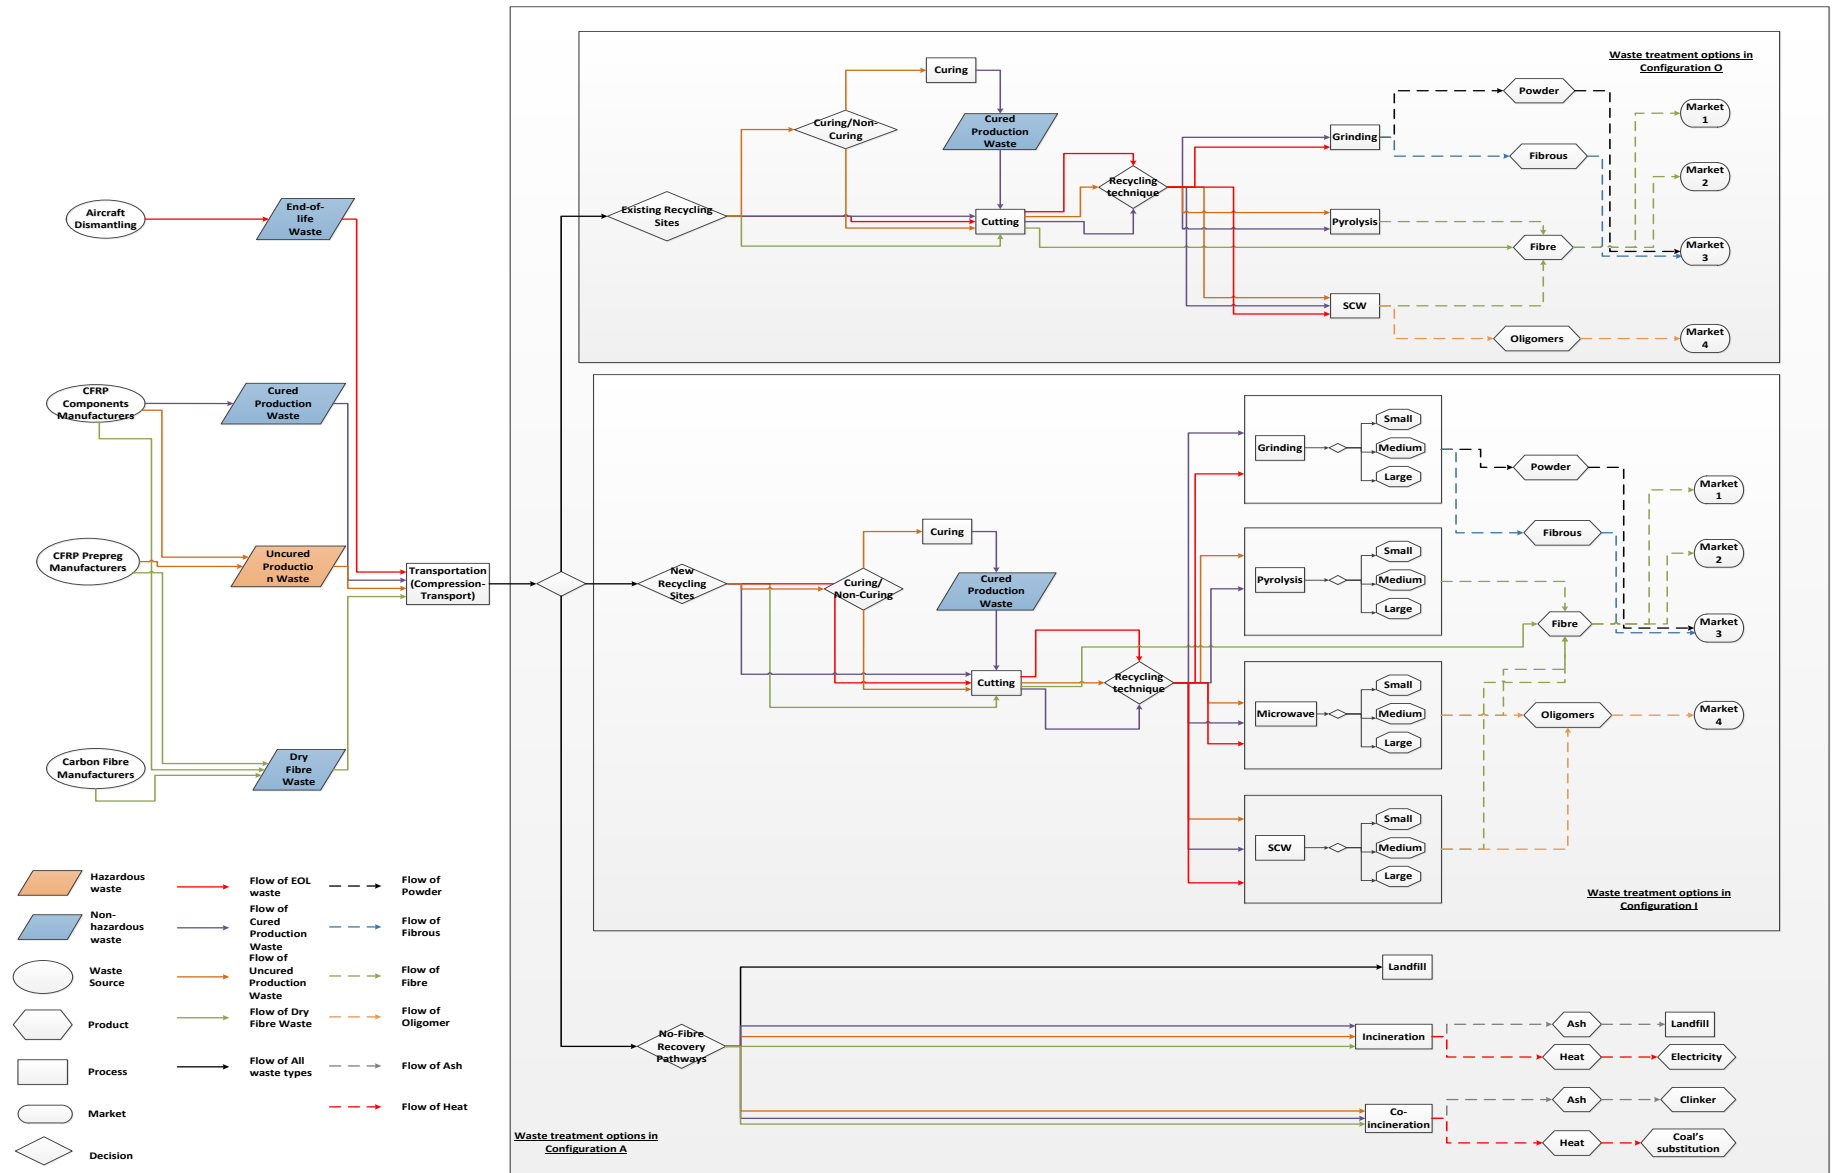 Waste treatment options in
Configuration O
Curing
Powder
Market
1
Curing/Non-
Curing
Cured
Production
Waste
Grinding
Fibrous
Market
2
Recycling
technique
Aircraft
Dismantling
End-of-
life
Waste
Existing Recycling
Sites
Cutting
Pyrolysis
Fibre
Market
3
SCW
Oligomers
Market
4
CFRP
Components
Manufacturers
Cured
Production
Waste
Small
Grinding
Medium
Large
Powder
Market
1
Curing
Fibrous
Small
Pyrolysis
Medium
Large
Market
2
CFRP Prepreg
Manufacturers
Uncured
Productio
n Waste
Transportation
(Compression-
Transport)
New
Recycling
Sites
Curing/
Non-Curing
Cured
Production
Waste
Fibre
Market
3
Cutting
Recycling
technique
Small
Microwave
Medium
Large
Oligomers
Market
4
Carbon Fibre
Manufacturers
Dry
Fibre
Waste
Small
SCW
Medium
Large
Waste treatment options in
Configuration I
Hazardous
waste
Flow of EOL
waste
Flow of
Powder
Non-
hazardous
waste
Flow of
Cured
Production
Waste
Flow of
Fibrous
Waste
Source
Flow of
Uncured
Production
Waste
Flow of
Fibre
Product
Flow of Dry
Fibre Waste
Flow of
Oligomer
Process
Flow of All
waste types
Flow of Ash
Market
Flow of Heat
Decision
Landfill
No-Fibre
Recovery
Pathways
Incineration
Ash
Landfill
Heat
Electricity
Co-
incineration
Ash
Clinker
Heat
Coal's
substitution
Waste treatment options in
Configuration A